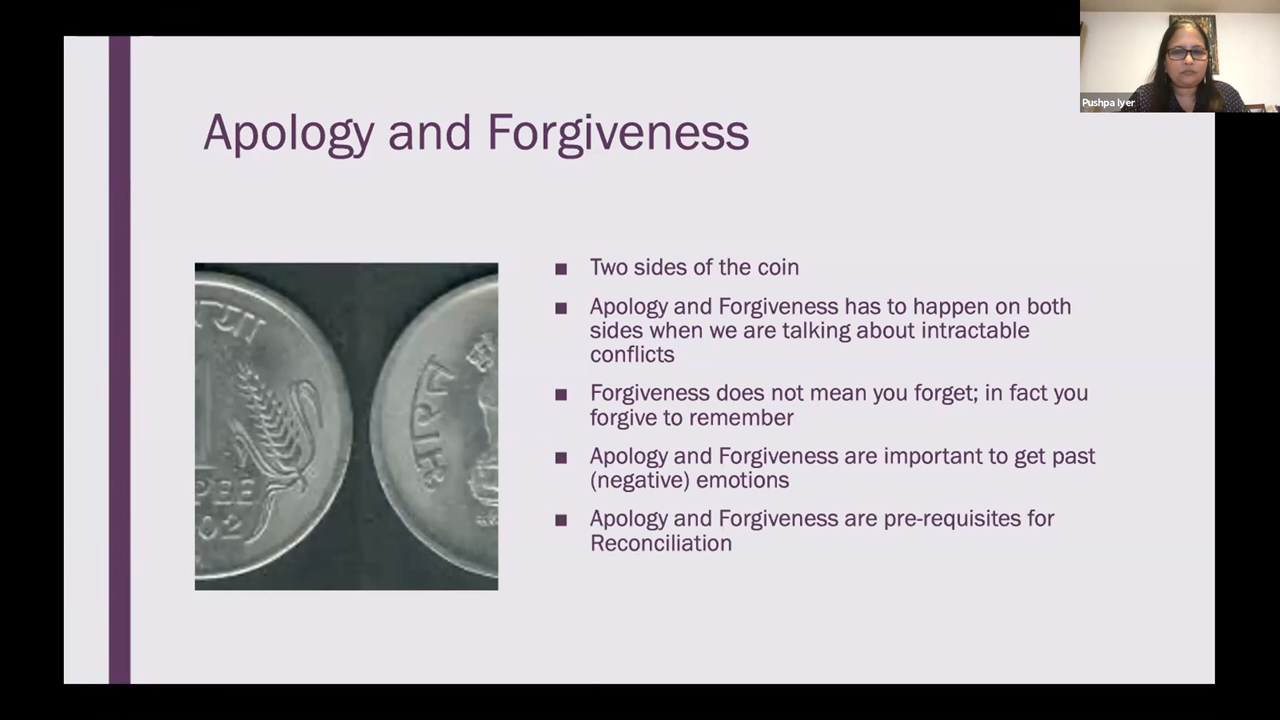 Pushpa Iyer
Apology and Forgiveness
■ Two sides of the coin
■ Apology and Forgiveness has to happen on both
sides when we are talking about intractable
conflicts
■ Forgiveness does not mean you forget; in fact you
forgive to remember
■ Apology and Forgiveness are important to get past
(negative) emotions
■ Apology and Forgiveness are pre-requisites for
Reconciliation
भारत